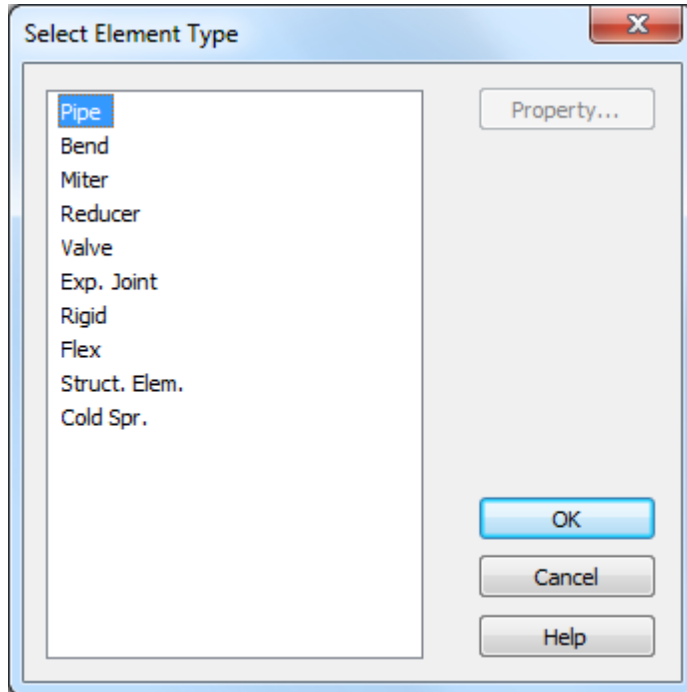 Select Element Type
Pipe
Bend
Miter
Reducer
Valve
Exp. Joint
Rigid
Flex
Struct. Elem.
Cold Spr.
Property...
OK
Cancel
Help